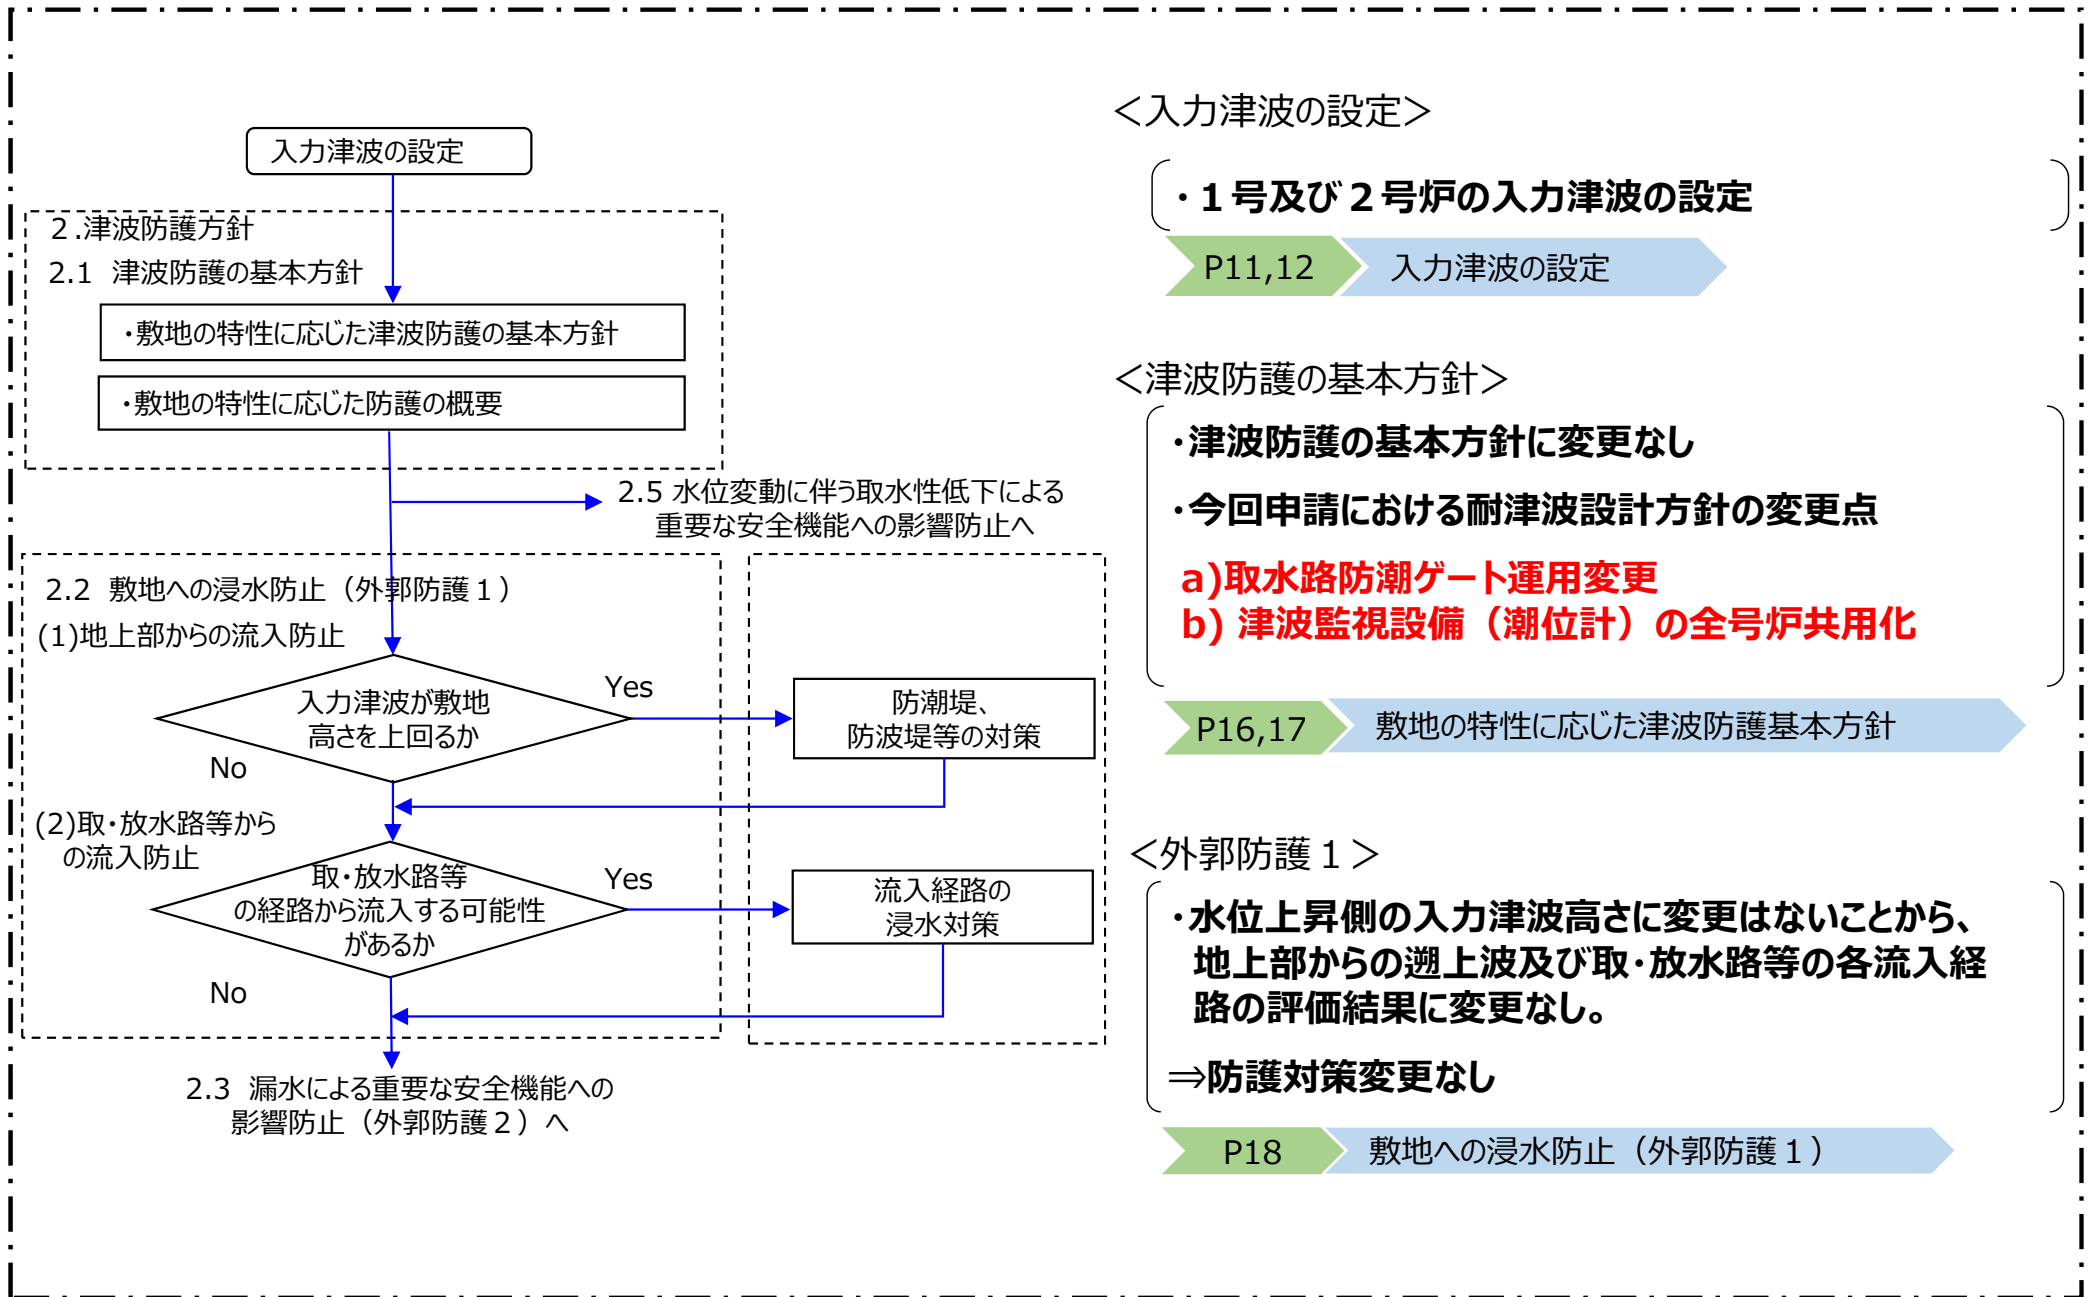 入力津波の設定
2.津波防護方針
2.1 津波防護の基本方針
・敷地の特性に応じた津波防護の基本方針
・敷地の特性に応じた防護の概要
2.5 水位変動に伴う取水性低下による
重要な安全機能への影響防止へ
2.2 敷地への浸水防止（外郭防護１）
(1)地上部からの流入防止
入力津波が敷地
高さを上回るか
Yes
防潮堤、
防波堤等の対策
No
(2)取・放水路等から
の流入防止
取・放水路等
の経路から流入する可能性
があるか
Yes
流入経路の
浸水対策
No
2.3 漏水による重要な安全機能への
影響防止（外郭防護２）へ
＜入力津波の設定＞
・１号及び２号炉の入力津波の設定
P11,12 入力津波の設定
＜津波防護の基本方針＞
・津波防護の基本方針に変更なし
・今回申請における耐津波設計方針の変更点
a)取水路防潮ゲート運用変更
b) 津波監視設備（潮位計）の全号炉共用化
P16,17 敷地の特性に応じた津波防護基本方針
＜外郭防護１＞
・水位上昇側の入力津波高さに変更はないことから、
地上部からの遡上波及び取・放水路等の各流入経
路の評価結果に変更なし。
⇒防護対策変更なし
P18 敷地への浸水防止（外郭防護１）